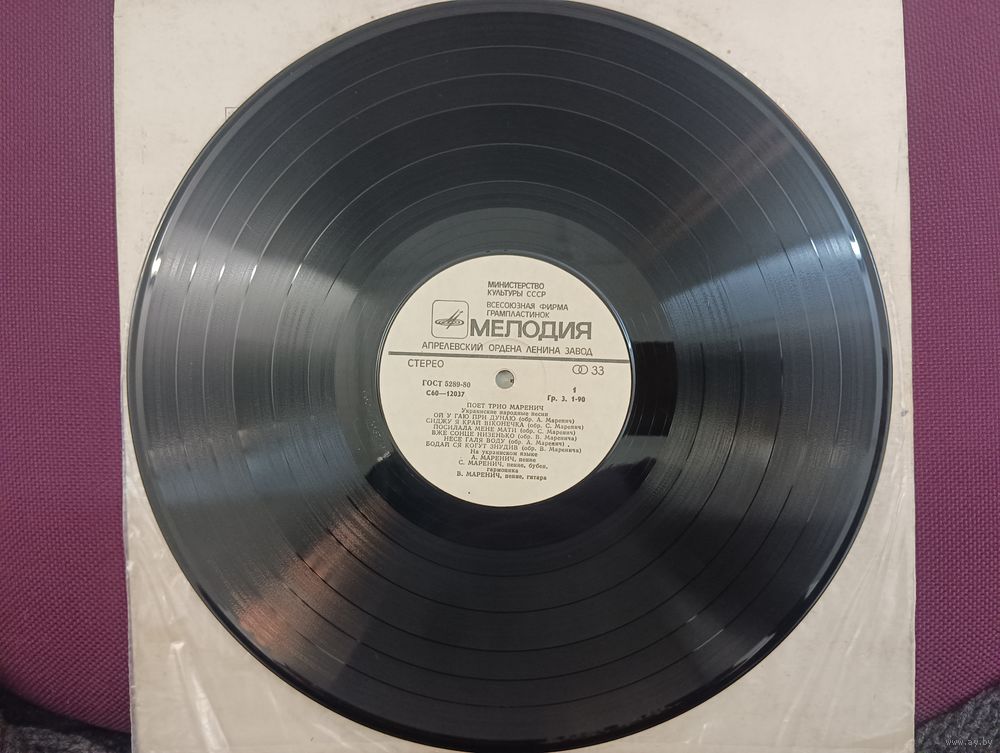 МИНИСТЕРСТВО
КУЛЬТУРЫ СССР
ВСЕСОЮЗНАЯ ФИРМА
ГРАМПЛАСТИНОК
МЕЛОДИЯ
АПРЕЛЕВСКИЙ ОРДЕНА ЛЕНИНА ЗАВОД
СТЕРЕО 33
ГОСТ 5289-80 1
С60—12037 Гр. 3. 1-90
ПОЕТ ТРИО МАРЕНИЧ
Украинские народные песни
ОЙ У ГАЮ ПРИ ДУНАЮ (обр. А. Маренич)
СИДЖУ Я КРАЙ ВІКОНЕЧКА (обр. С. Маренич)
ПОСИЛАЛА МЕНЕ МАТИ (обр. С. Маренич)
ВЖЕ СОНЦЕ НИЗЕНЬКО (обр. В. Маренича)
НЕСЕ ГАЛЯ ВОДУ (обр. А. Маренич)
БОДАЙ СЯ КОГУТ ЗНУДИВ (обр. В. Маренича)
На украинском языке
А. МАРЕНИЧ, пение
С. МАРЕНИЧ, пение, бубен,
гармоника
В. МАРЕНИЧ, пение, гитара
www.ay.by